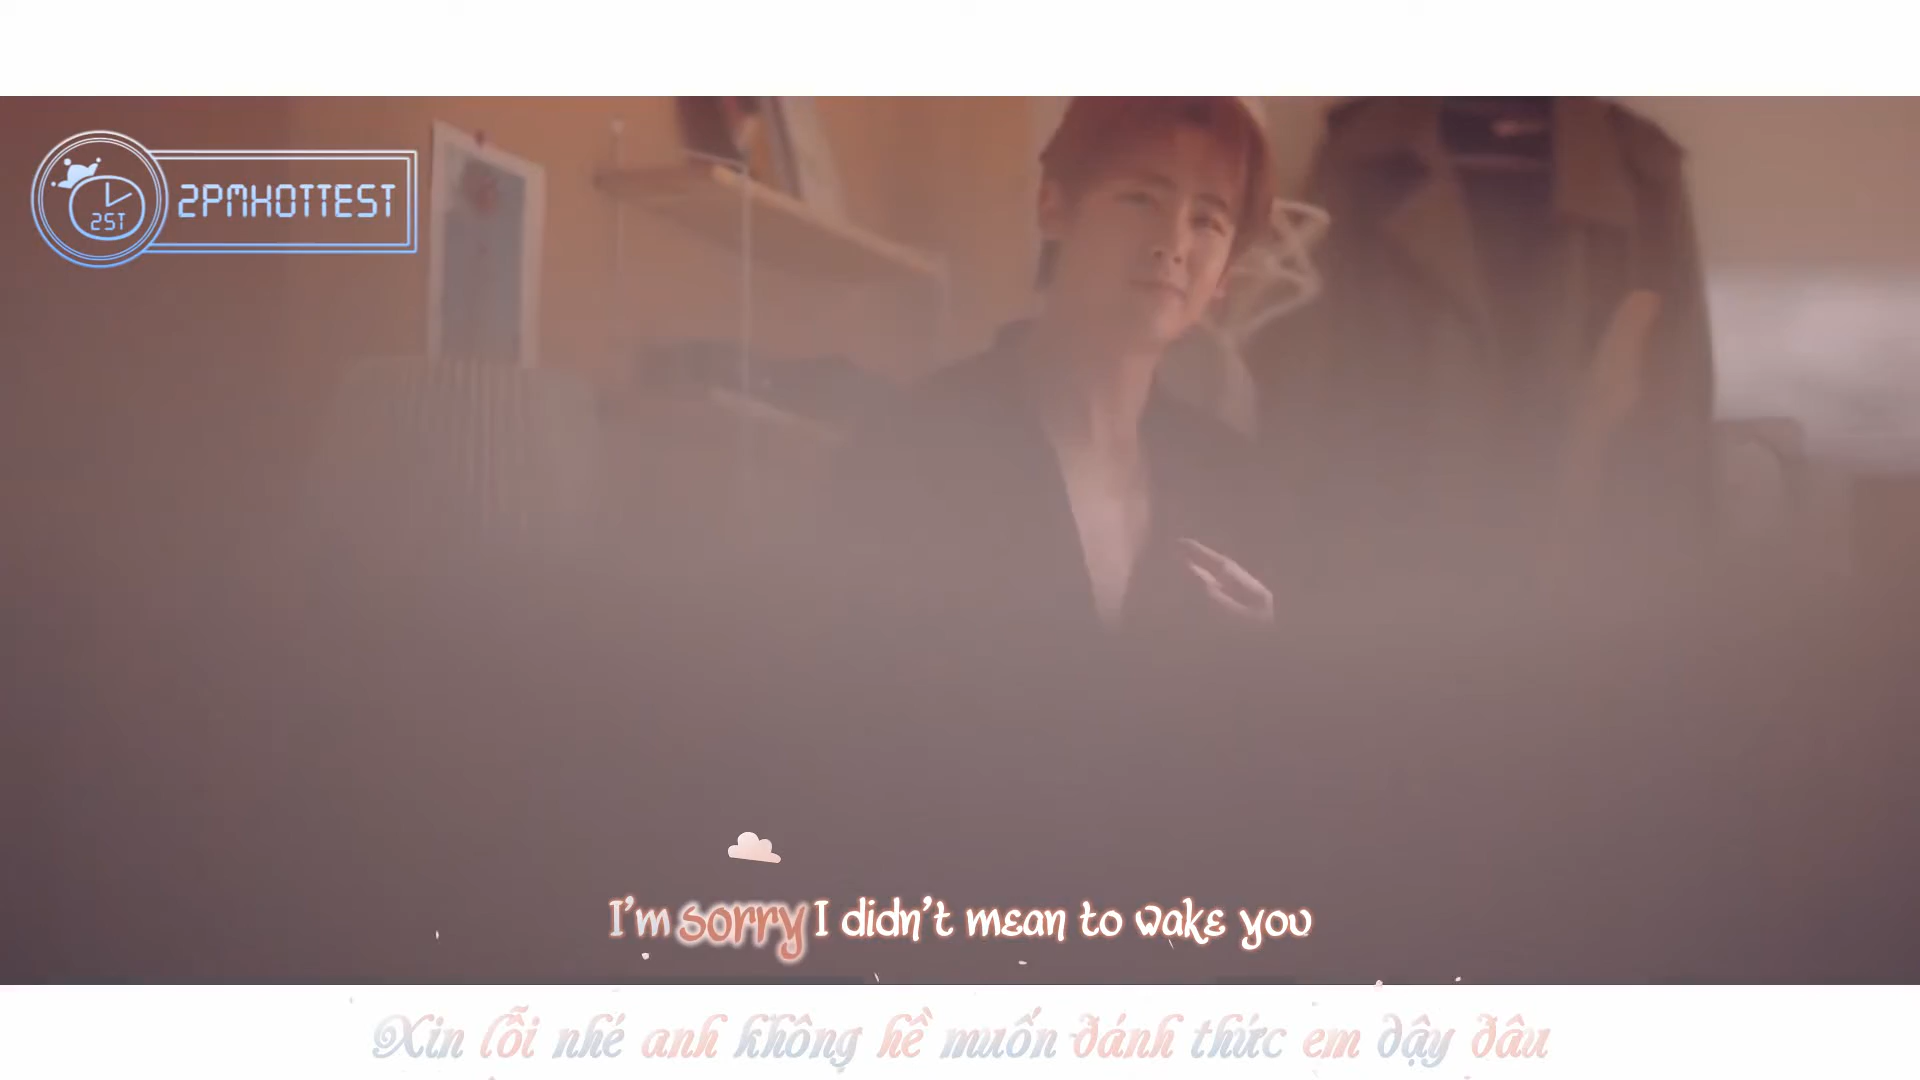 2PMHOTTEST
2ST
I'm sorry I didn't mean to wake you
Xin lỗi nhé anh không hề muốn đánh thức em dậy đâu